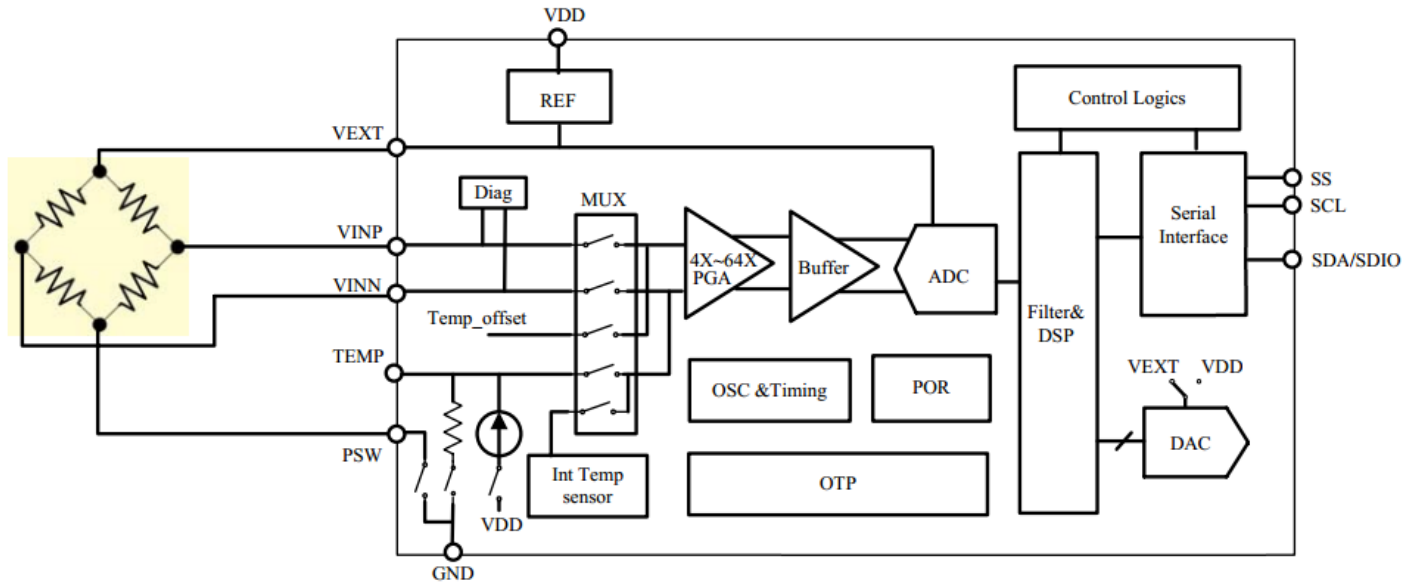 VDD
REF
Control Logics
VEXT
Diag
MUX
SS
SCL
VINP
Serial
Interface
4X~64X
PGA
Buffer
ADC
SDA/SDIO
VINN
Temp_offset
Filter&
DSP
TEMP
OSC &Timing
POR
VEXT
VDD
DAC
PSW
Int Temp
sensor
OTP
VDD
GND